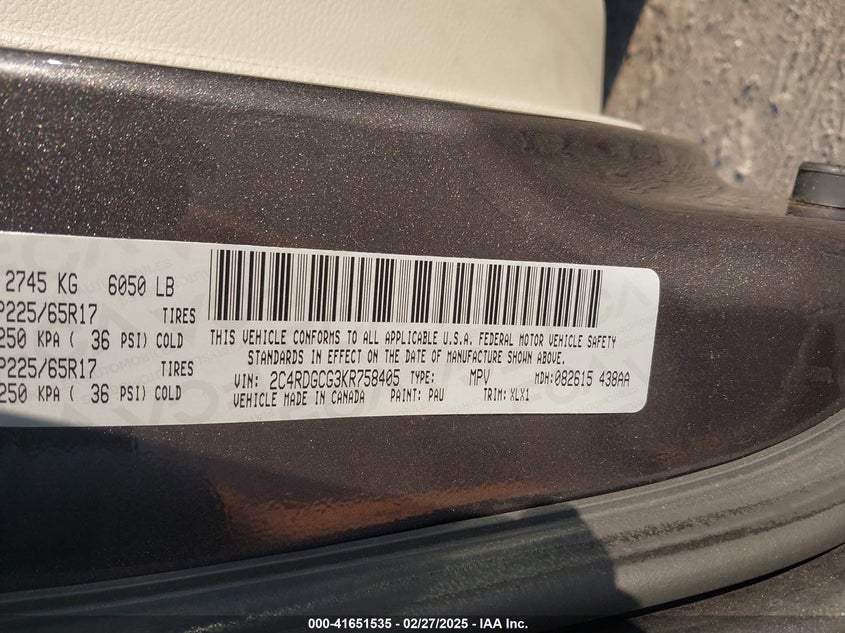 2745 KG 6050 LB
P225/65R17 TIRES
250 KPA ( 36 PSI) COLD
P225/65R17 TIRES
250 KPA ( 36 PSI) COLD
THIS VEHICLE CONFORMS TO ALL APPLICABLE U.S.A. FEDERAL MOTOR VEHICLE SAFETY
STANDARDS IN EFFECT ON THE DATE OF MANUFACTURE SHOWN ABOVE.
VIN: 2C4RDGCG3KR758405 TYPE: MPV MDH:082615 438AA
VEHICLE MADE IN CANADA PAINT: PAU TRIM:XLX1
000-41651535 — 02/27/2025 — IAA Inc.